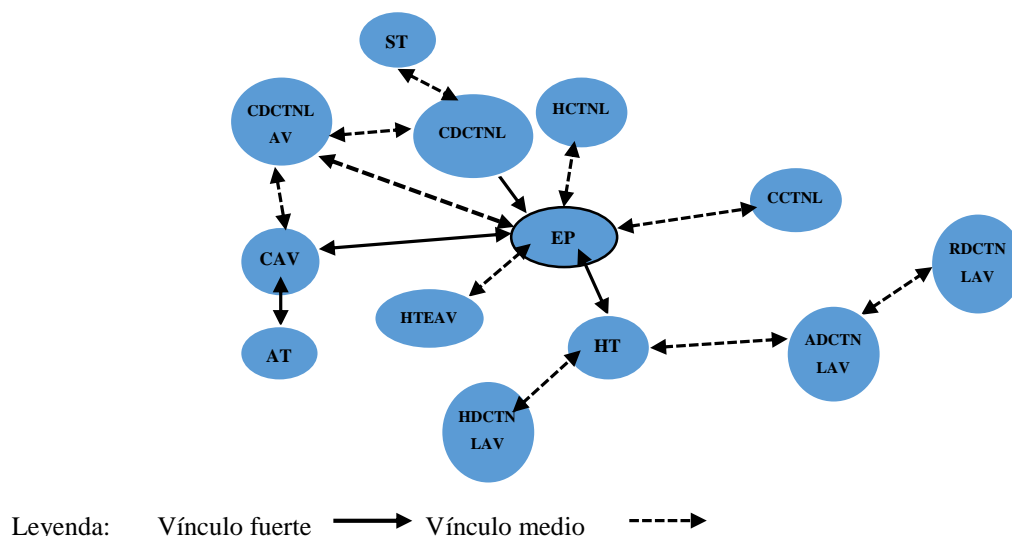 ST
CDCTNL
AV
CDCTNL
HCTNL
CCTNL
EP
CAV
RDCTN
LAV
HTEAV
HT
ADCTN
LAV
AT
HDCTN
LAV
Leyenda: Vínculo fuerte Vínculo medio